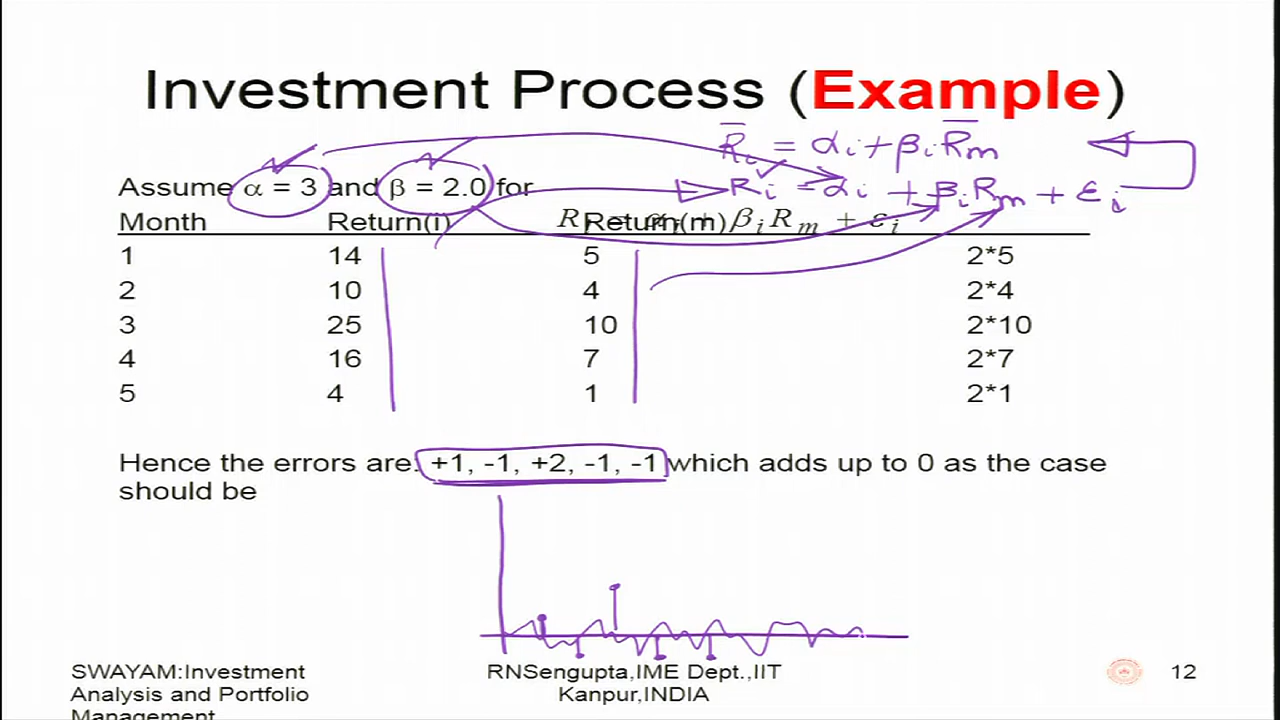 Investment Process (Example)
R̅i = αi + βi R̅m
Assume α = 3 and β = 2.0 for
Ri = αi + βiRm + εi
Month Return(i) Return(m)
1 14 5 2*5
2 10 4 2*4
3 25 10 2*10
4 16 7 2*7
5 4 1 2*1
Hence the errors are: +1, -1, +2, -1, -1 which adds up to 0 as the case
should be
SWAYAM:Investment
Analysis and Portfolio
Management
RNSengupta,IME Dept.,IIT
Kanpur,INDIA
12